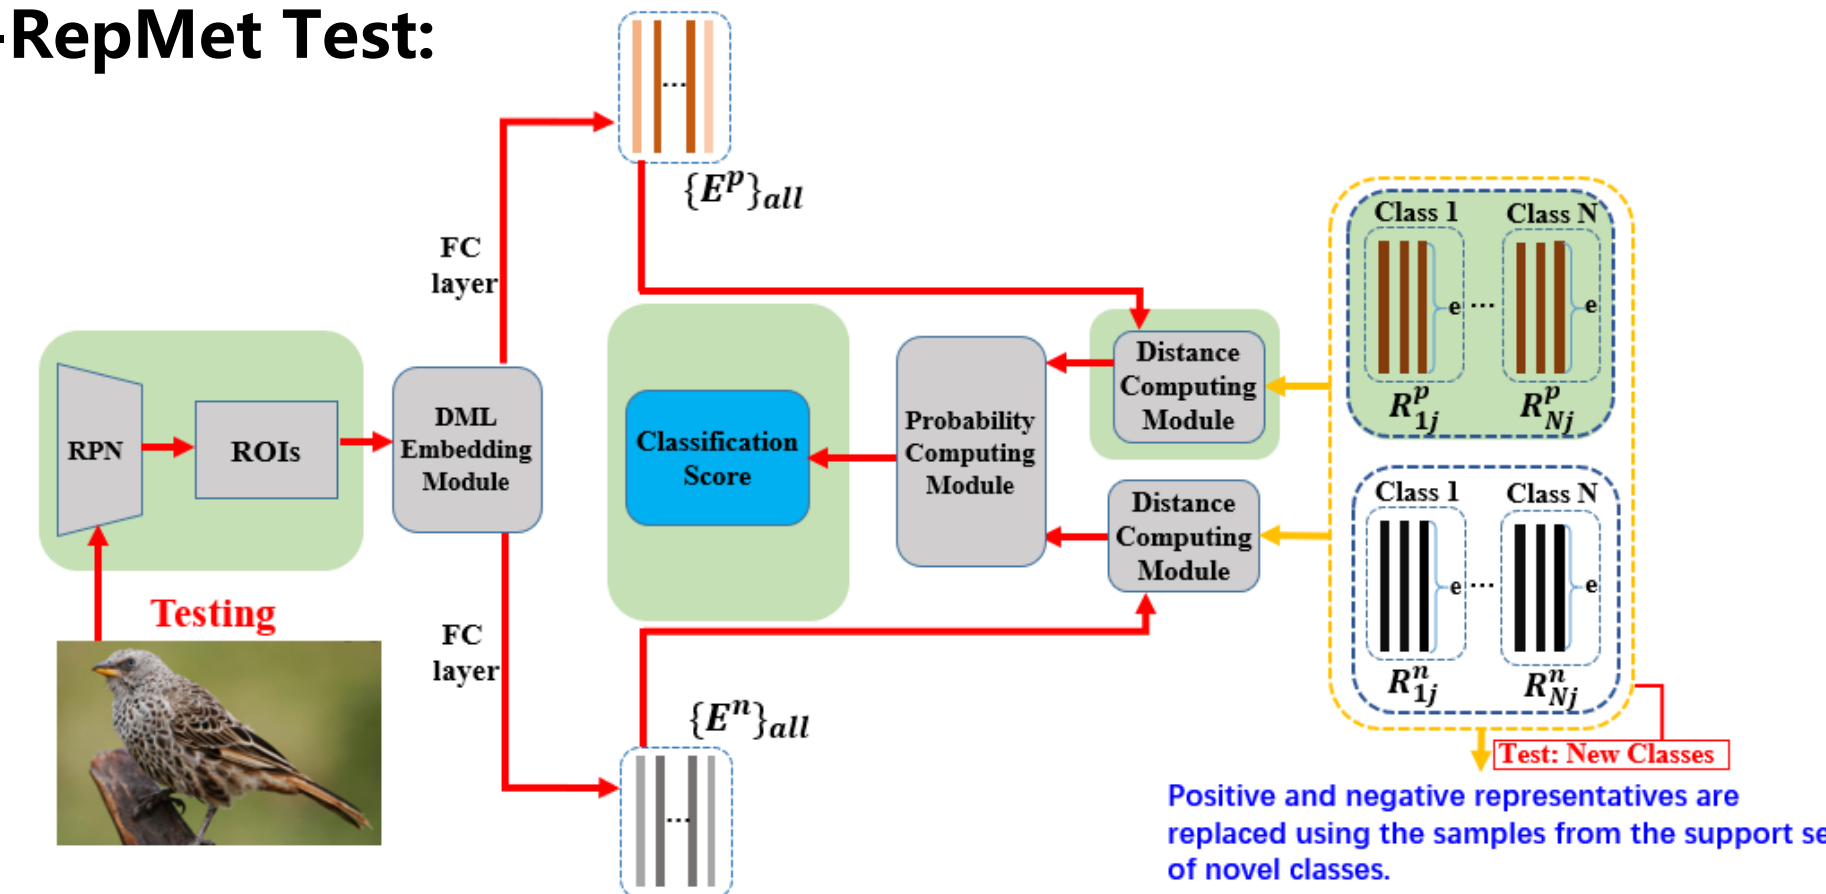 -RepMet Test:
{E^p}_all
Class 1
Class N
e
...
e
R^p_1j
R^p_Nj
FC
layer
Distance
Computing
Module
RPN
ROIs
DML
Embedding
Module
Classification
Score
Probability
Computing
Module
Distance
Computing
Module
Class 1
Class N
e
...
e
R^n_1j
R^n_Nj
Testing
FC
layer
{E^n}_all
Test: New Classes
Positive and negative representatives are
replaced using the samples from the support se
of novel classes.
...
...